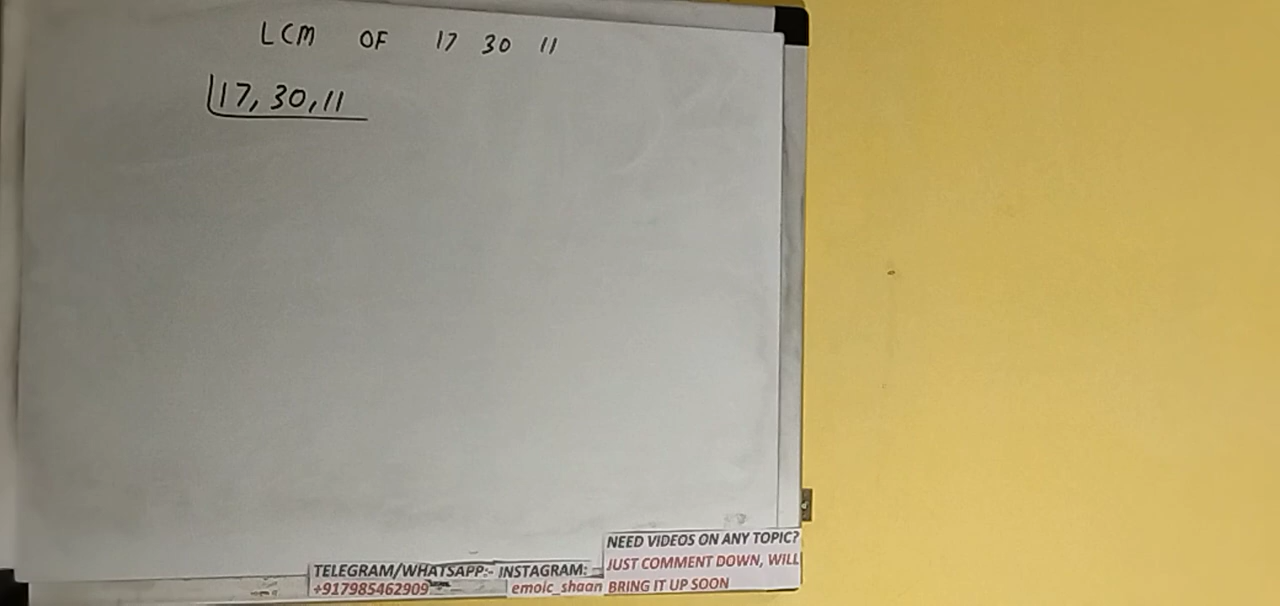 LCM OF 17 30 11
17, 30, 11
NEED VIDEOS ON ANY TOPIC?
JUST COMMENT DOWN, WILL
BRING IT UP SOON
TELEGRAM/WHATSAPP:- INSTAGRAM:
+917985462909 emoic_shaan